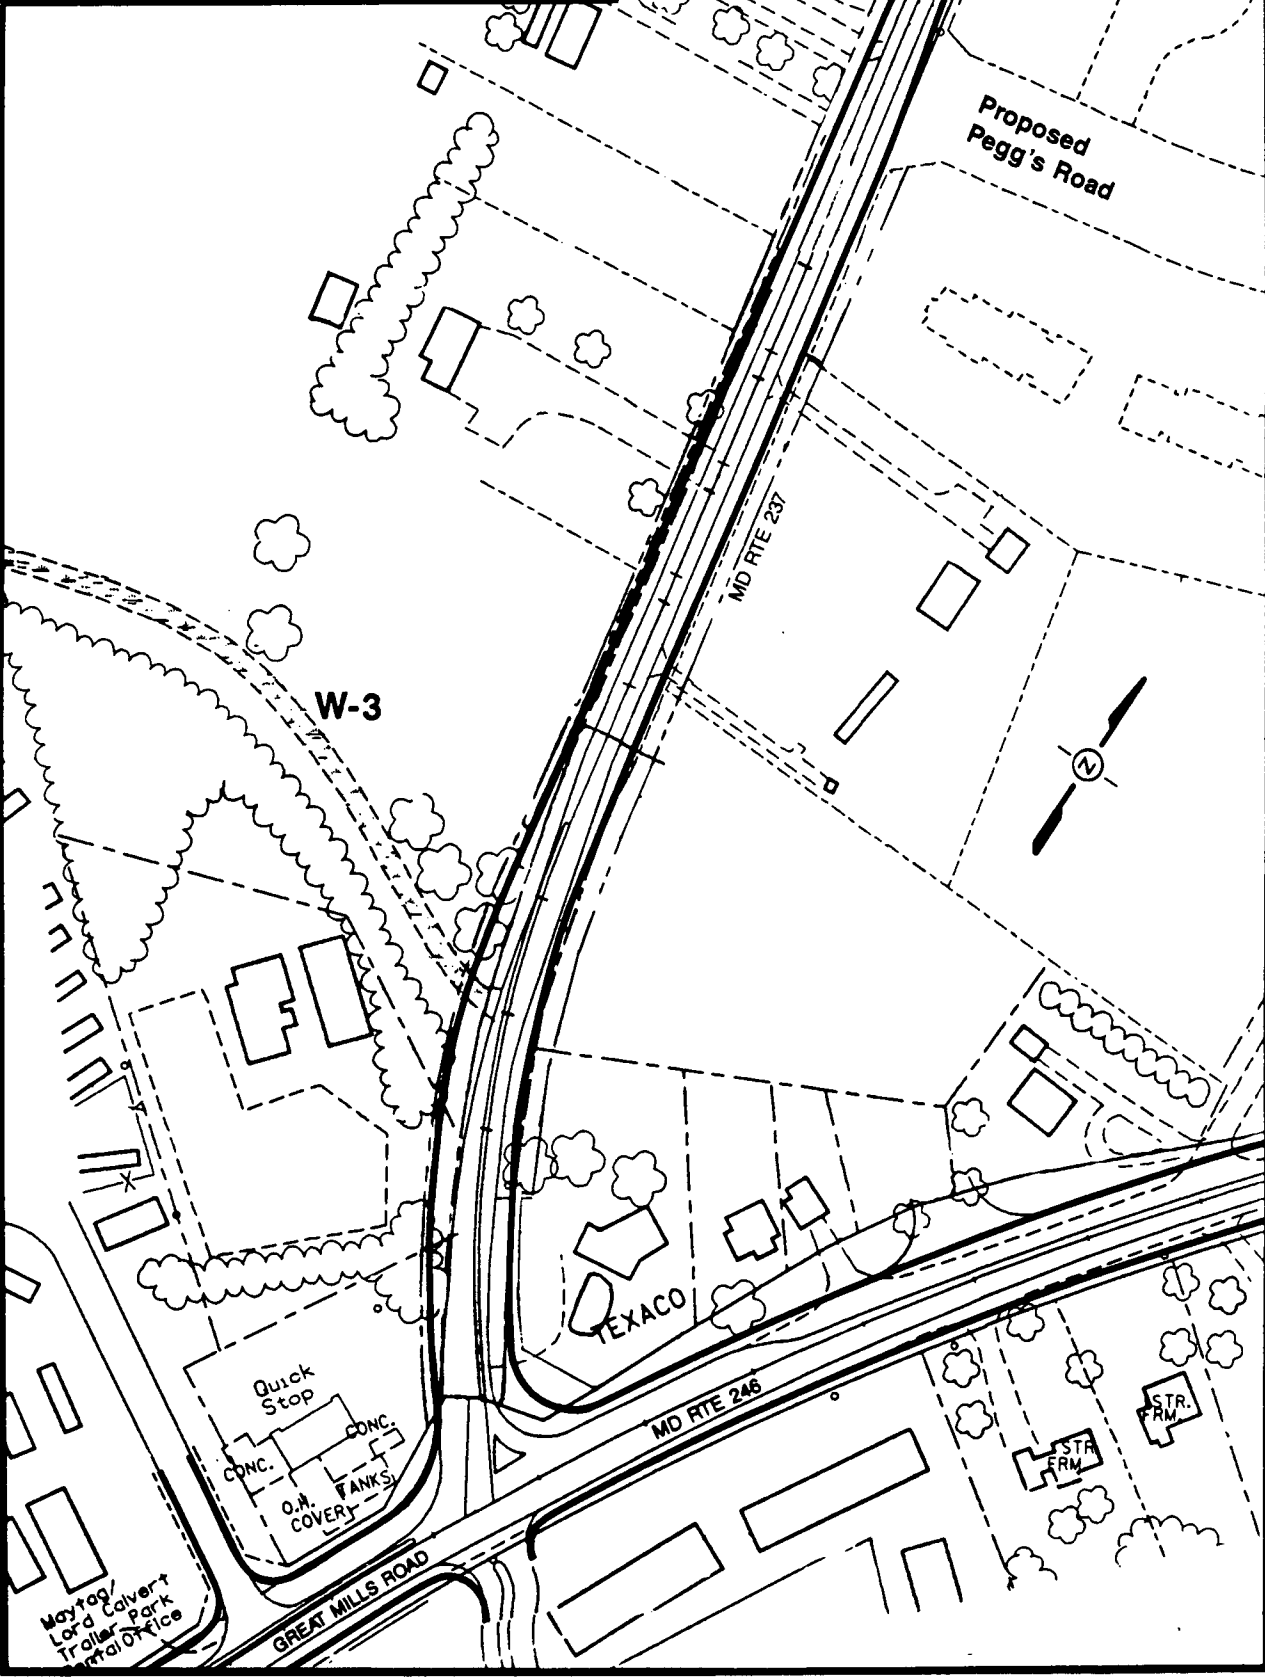 Proposed
Pegg's Road
MD RTE 237
W-3
N
TEXACO
Quick
Stop
CONC.
CONC.
TANKS
O.H.
COVER
MD RTE 246
STR.
FRM.
STR
FRM
GREAT MILLS ROAD
Maytag/
Lord Calvert
Trailer Park
Rental Office